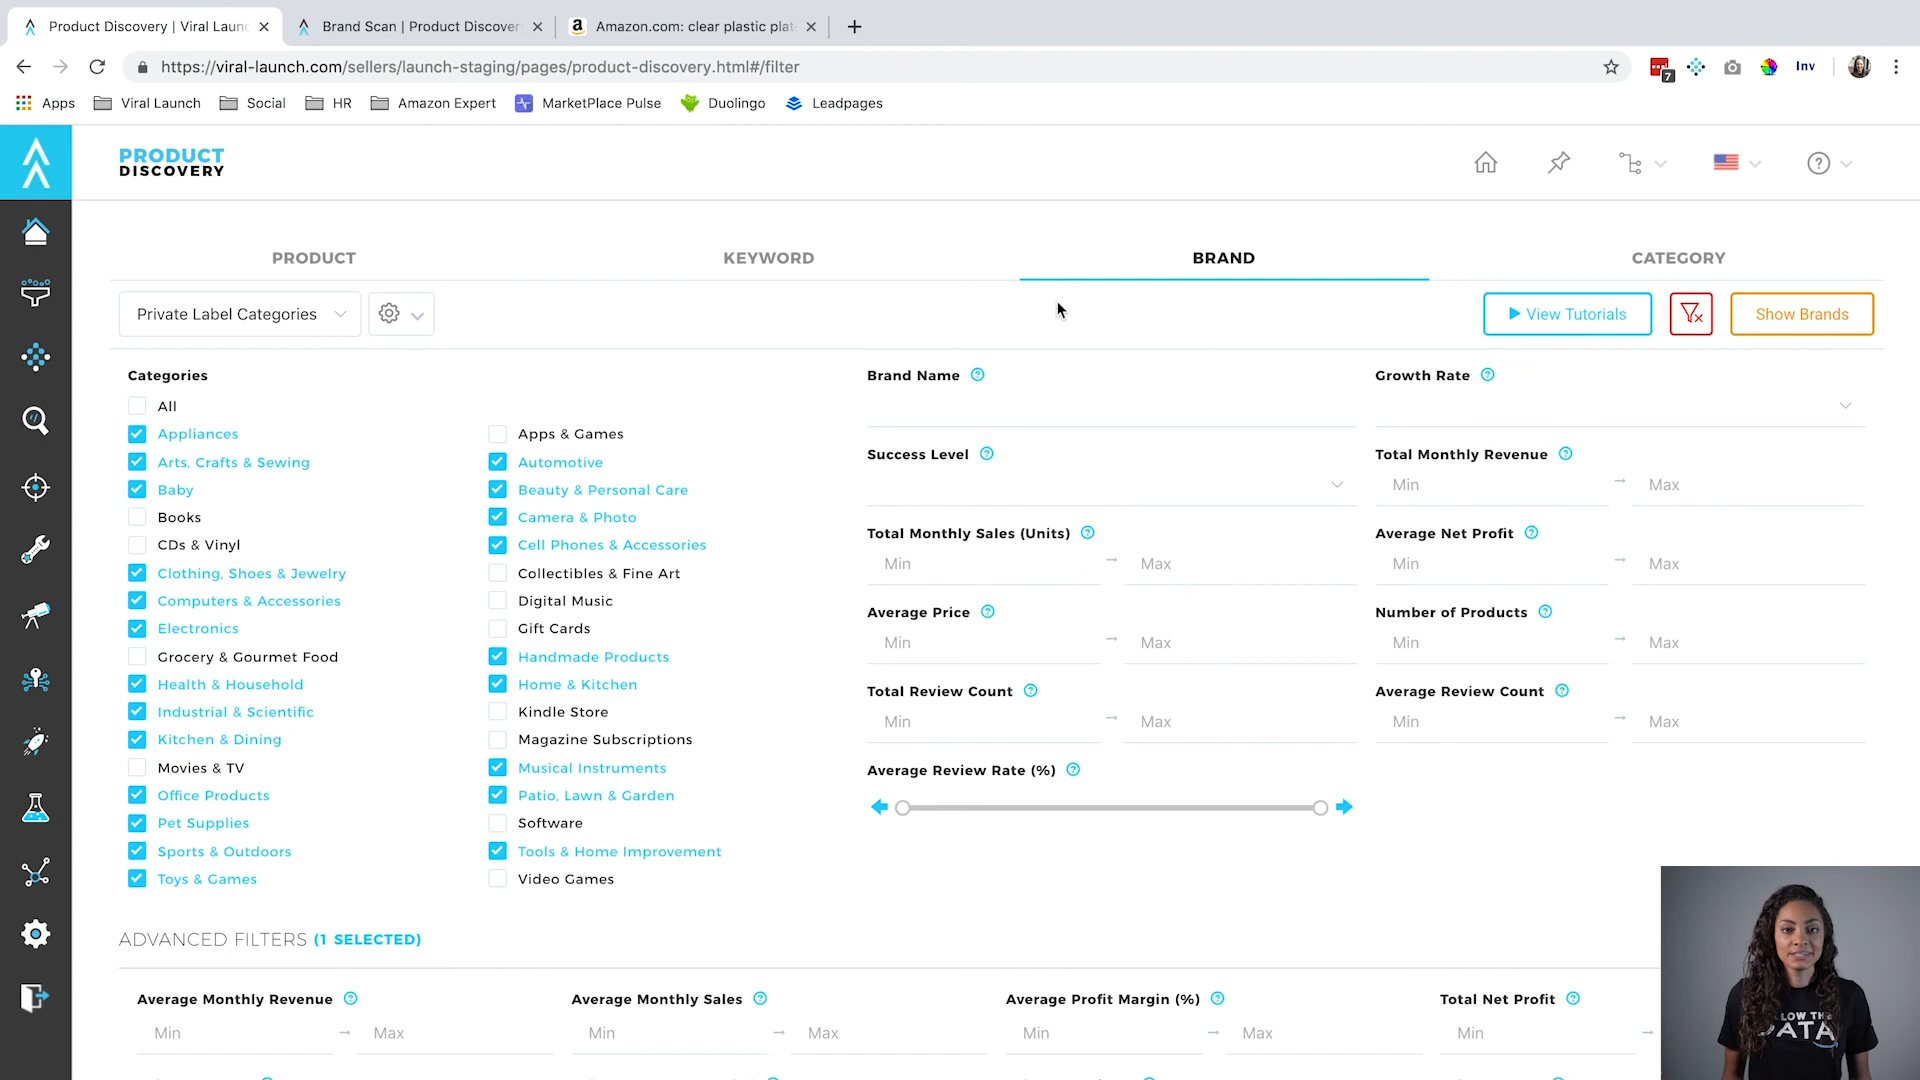 Product Discovery | Viral Laun
Brand Scan | Product Discover
Amazon.com: clear plastic plat
https://viral-launch.com/sellers/launch-staging/pages/product-discovery.html#/filter
7
Inv
Apps
Viral Launch
Social
HR
Amazon Expert
MarketPlace Pulse
Duolingo
Leadpages
PRODUCT
DISCOVERY
PRODUCT
KEYWORD
BRAND
CATEGORY
Private Label Categories
View Tutorials
Show Brands
Categories
All
Appliances
Arts, Crafts & Sewing
Baby
Books
CDs & Vinyl
Clothing, Shoes & Jewelry
Computers & Accessories
Electronics
Grocery & Gourmet Food
Health & Household
Industrial & Scientific
Kitchen & Dining
Movies & TV
Office Products
Pet Supplies
Sports & Outdoors
Toys & Games
Apps & Games
Automotive
Beauty & Personal Care
Camera & Photo
Cell Phones & Accessories
Collectibles & Fine Art
Digital Music
Gift Cards
Handmade Products
Home & Kitchen
Kindle Store
Magazine Subscriptions
Musical Instruments
Patio, Lawn & Garden
Software
Tools & Home Improvement
Video Games
Brand Name
Growth Rate
Success Level
Total Monthly Revenue
Min Max
Total Monthly Sales (Units)
Min Max
Average Net Profit
Min Max
Average Price
Min Max
Number of Products
Min Max
Total Review Count
Min Max
Average Review Count
Min Max
Average Review Rate (%)
ADVANCED FILTERS (1 SELECTED)
Average Monthly Revenue
Min Max
Average Monthly Sales
Min Max
Average Profit Margin (%)
Min Max
Total Net Profit
Min
LOW TH
DATA